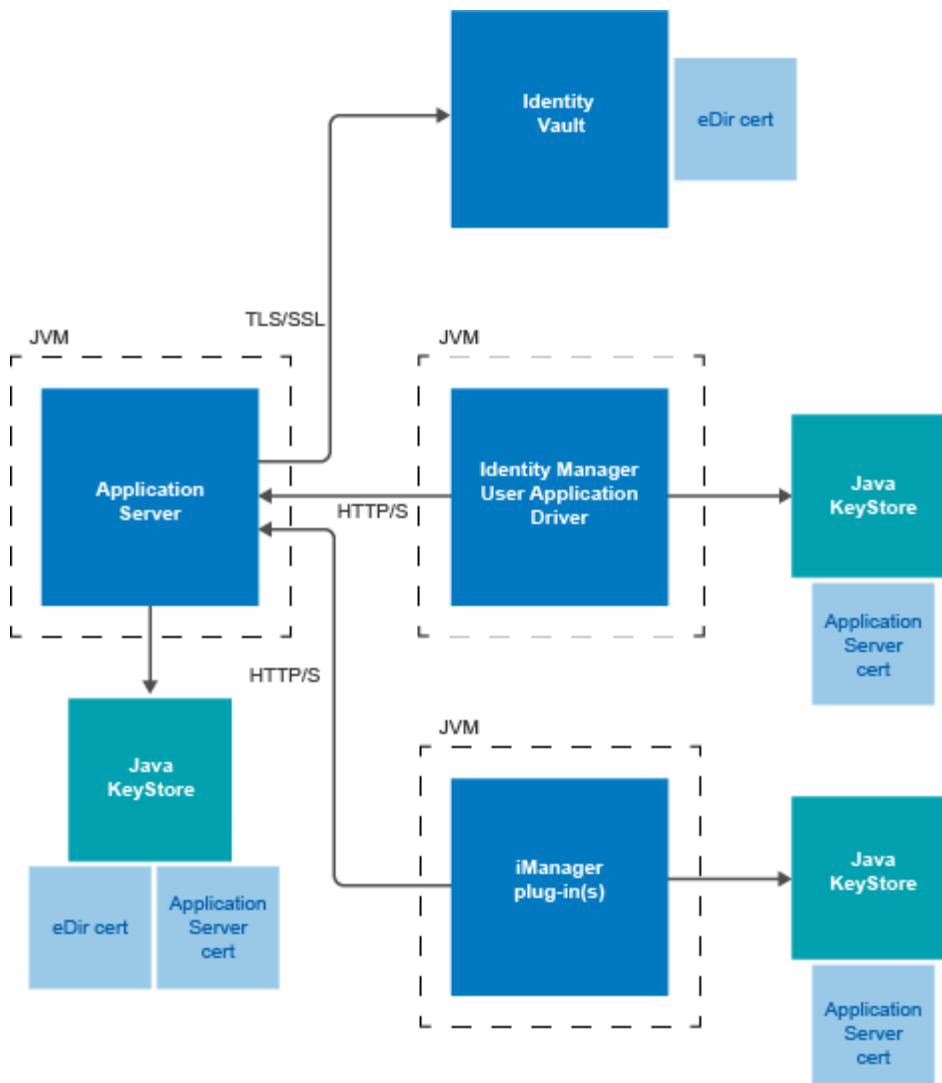 Identity
Vault
eDir cert
TLS/SSL
JVM
JVM
Application
Server
HTTP/S
Identity Manager
User Application
Driver
Java
KeyStore
Application
Server
cert
HTTP/S
Java
KeyStore
eDir cert
Application
Server
cert
JVM
iManager
plug-in(s)
Java
KeyStore
Application
Server
cert